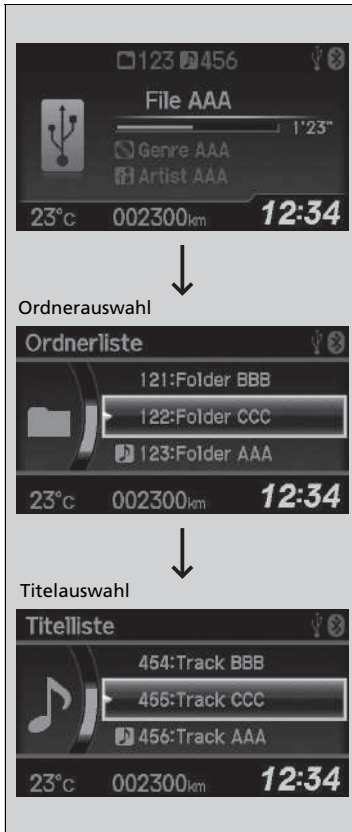 123 456
File AAA
1'23"
Genre AAA
Artist AAA
23°C 002300km 12:34
Ordnerauswahl
Ordnerliste
121:Folder BBB
122:Folder CCC
123:Folder AAA
23°C 002300km 12:34
Titelauswahl
Titelliste
454:Track BBB
455:Track CCC
456:Track AAA
23°C 002300km 12:34